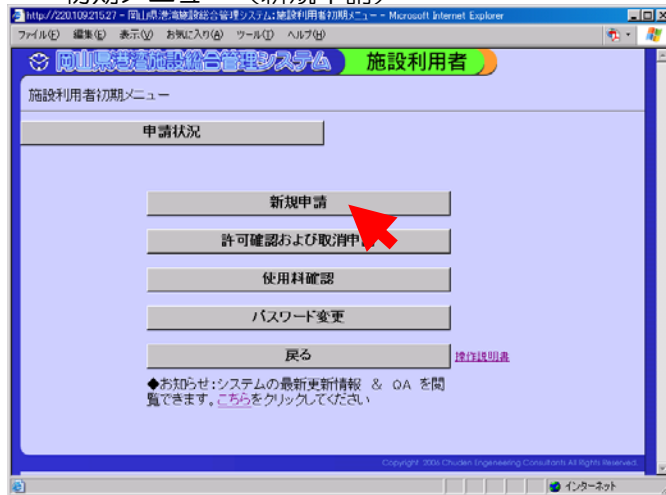 初期メニュー（新規申請）
http://220.109.215.27 - 岡山県港湾施設総合管理システム:施設利用者初期メニュー - Microsoft Internet Explorer
ファイル(F) 編集(E) 表示(V) お気に入り(A) ツール(T) ヘルプ(H)
岡山県港湾施設総合管理システム 施設利用者
施設利用者初期メニュー
申請状況
新規申請
許可確認および取消申
使用料確認
パスワード変更
戻る 操作説明書
◆お知らせ:システムの最新更新情報 & QA を閲
覧できます。こちらをクリックしてください
Copyright 2006 Chuden Engineering Consultants All Rights Reserved.
インターネット